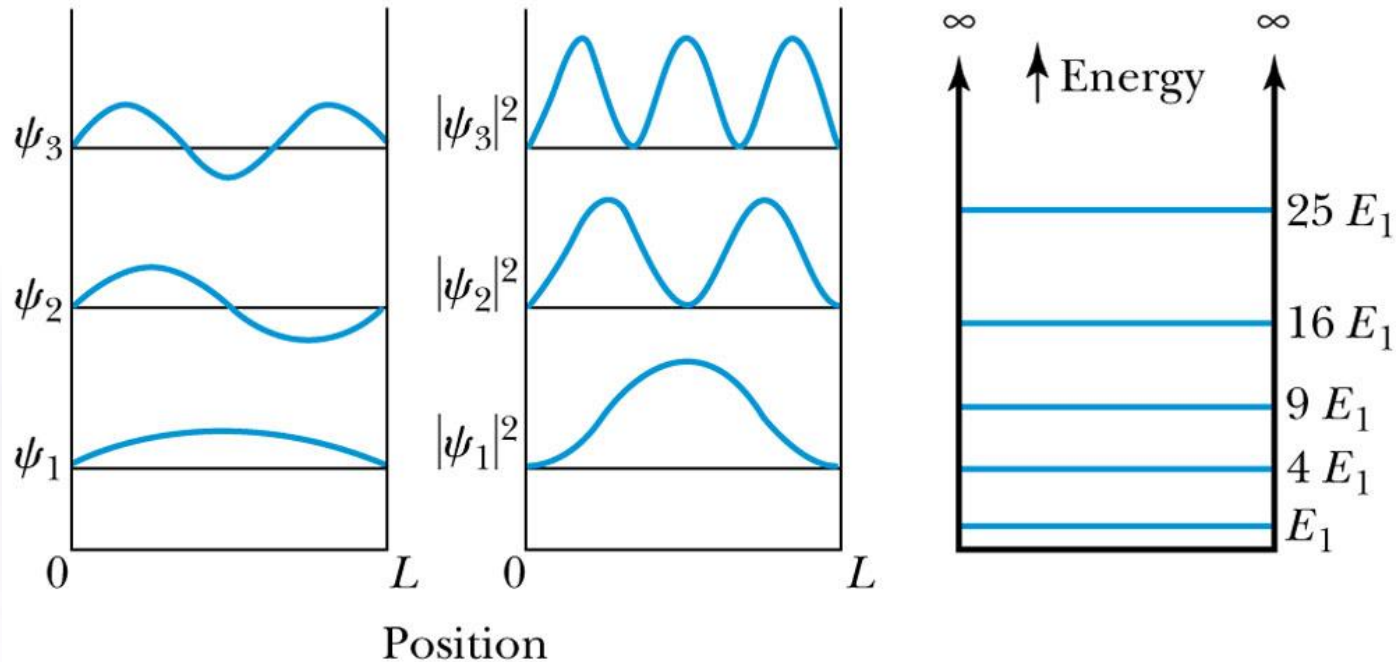 ψ₃
ψ₂
ψ₁
0
L
|ψ₃|²
|ψ₂|²
|ψ₁|²
0
L
Position
∞
∞
Energy
25 E₁
16 E₁
9 E₁
4 E₁
E₁